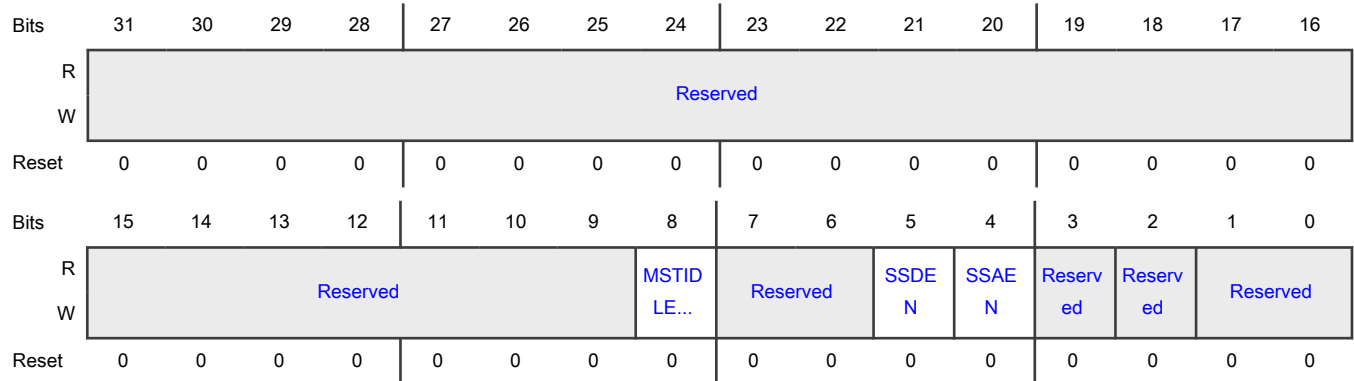 Bits 31 30 29 28 27 26 25 24 23 22 21 20 19 18 17 16
R
Reserved
W
Reset 0 0 0 0 0 0 0 0 0 0 0 0 0 0 0 0
Bits 15 14 13 12 11 10 9 8 7 6 5 4 3 2 1 0
R MSTID SSDE SSAE Reserv Reserv
Reserved Reserved Reserved
W LE... N N ed ed
Reset 0 0 0 0 0 0 0 0 0 0 0 0 0 0 0 0